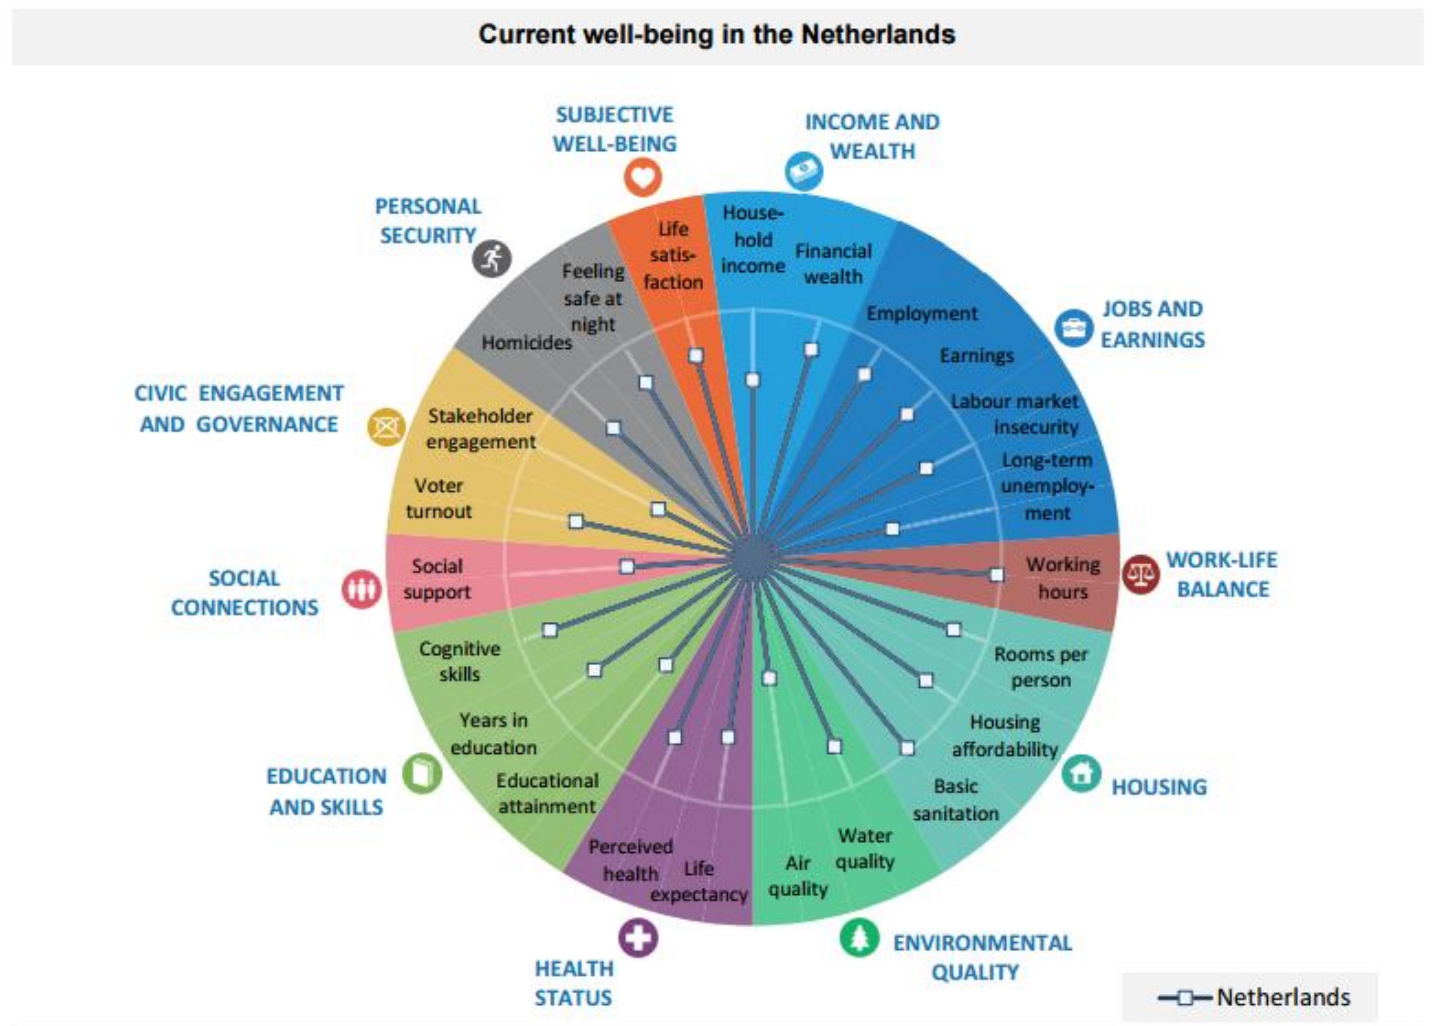 Current well-being in the Netherlands
SUBJECTIVE
WELL-BEING
INCOME AND
WEALTH
PERSONAL
SECURITY
JOBS AND
EARNINGS
CIVIC ENGAGEMENT
AND GOVERNANCE
WORK-LIFE
BALANCE
SOCIAL
CONNECTIONS
HOUSING
EDUCATION
AND SKILLS
ENVIRONMENTAL
QUALITY
HEALTH
STATUS
Life
satis-
faction
House-
hold
income
Financial
wealth
Employment
Earnings
Labour market
insecurity
Long-term
unemploy-
ment
Working
hours
Rooms per
person
Housing
affordability
Basic
sanitation
Water
quality
Air
quality
Life
expectancy
Perceived
health
Educational
attainment
Years in
education
Cognitive
skills
Social
support
Voter
turnout
Stakeholder
engagement
Homicides
Feeling
safe at
night
Netherlands